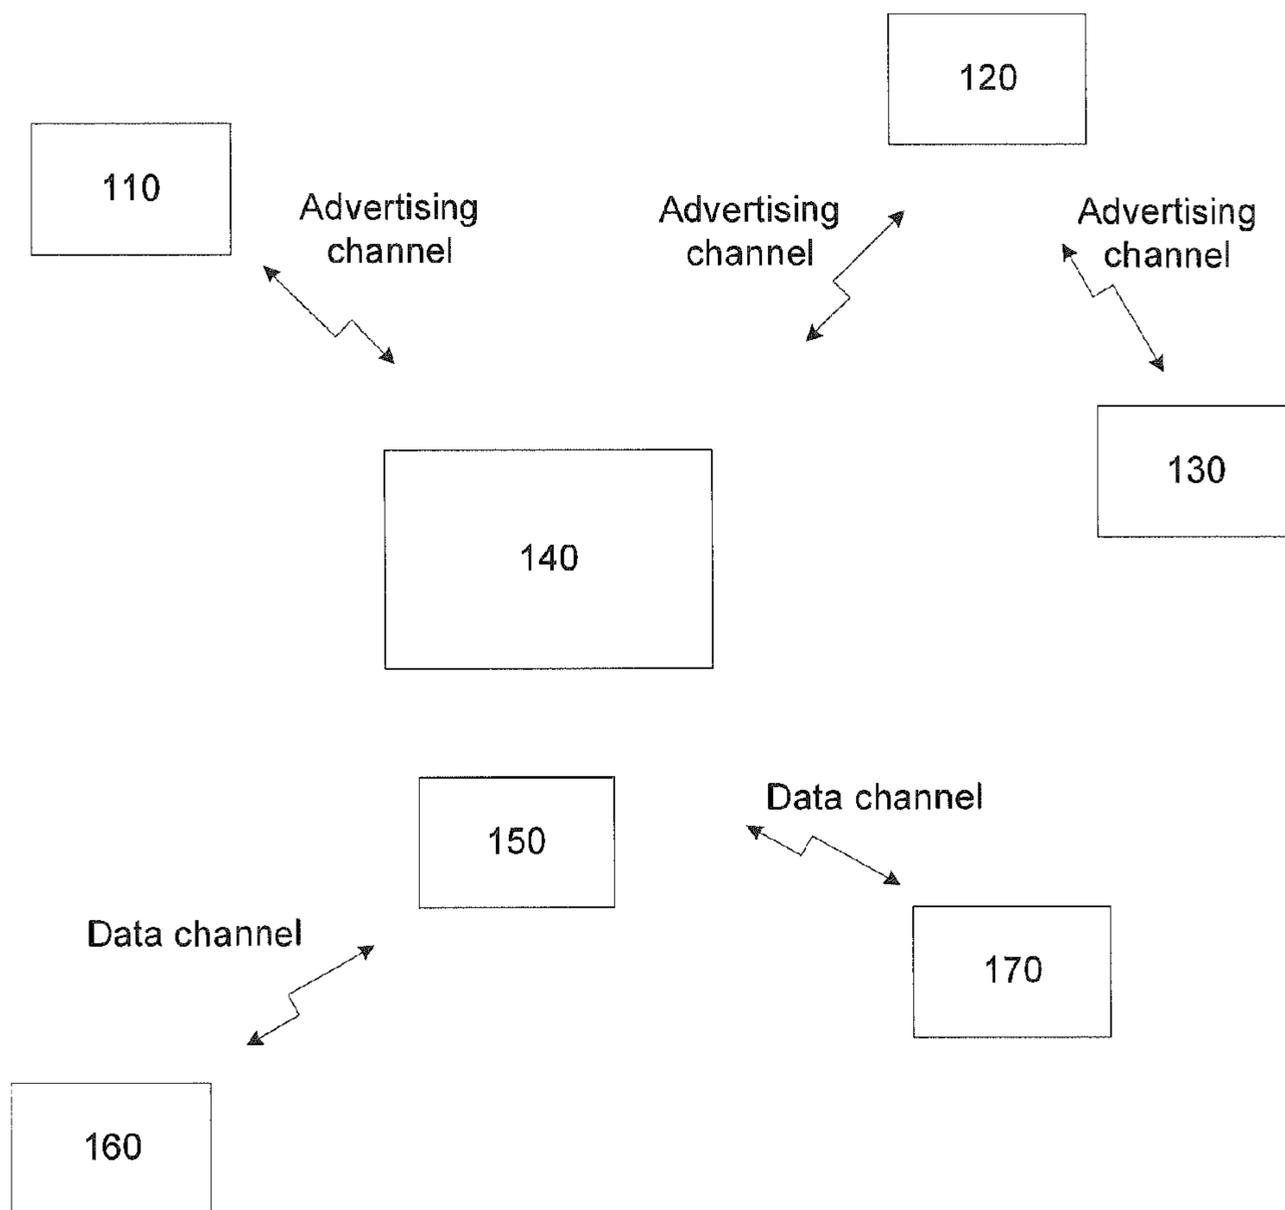 120
110
Advertising
channel
Advertising
channel
Advertising
channel
130
140
Data channel
150
Data channel
170
160